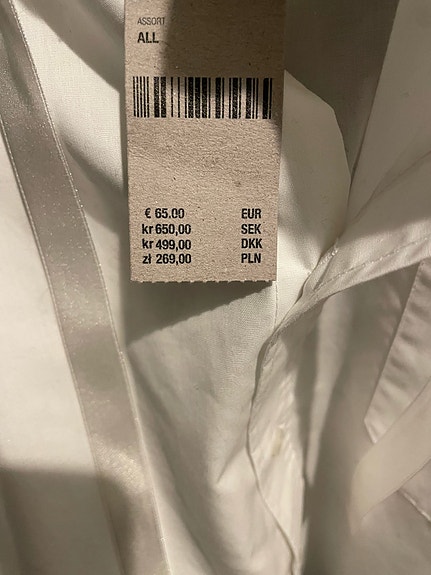 ASSORT
ALL
€ 65.00 EUR
kr 650,00 SEK
kr 499,00 DKK
zł 269,00 PLN